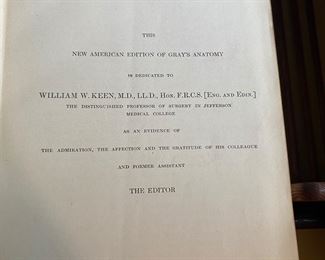 THIS
NEW AMERICAN EDITION OF GRAY'S ANATOMY
IS DEDICATED TO
WILLIAM W. KEEN, M.D., LL.D., HON. F.R.C.S. [ENG. AND EDIN.]
THE DISTINGUISHED PROFESSOR OF SURGERY IN JEFFERSON
MEDICAL COLLEGE
AS AN EVIDENCE OF
THE ADMIRATION, THE AFFECTION AND THE GRATITUDE OF HIS COLLEAGUE
AND FORMER ASSISTANT
THE EDITOR